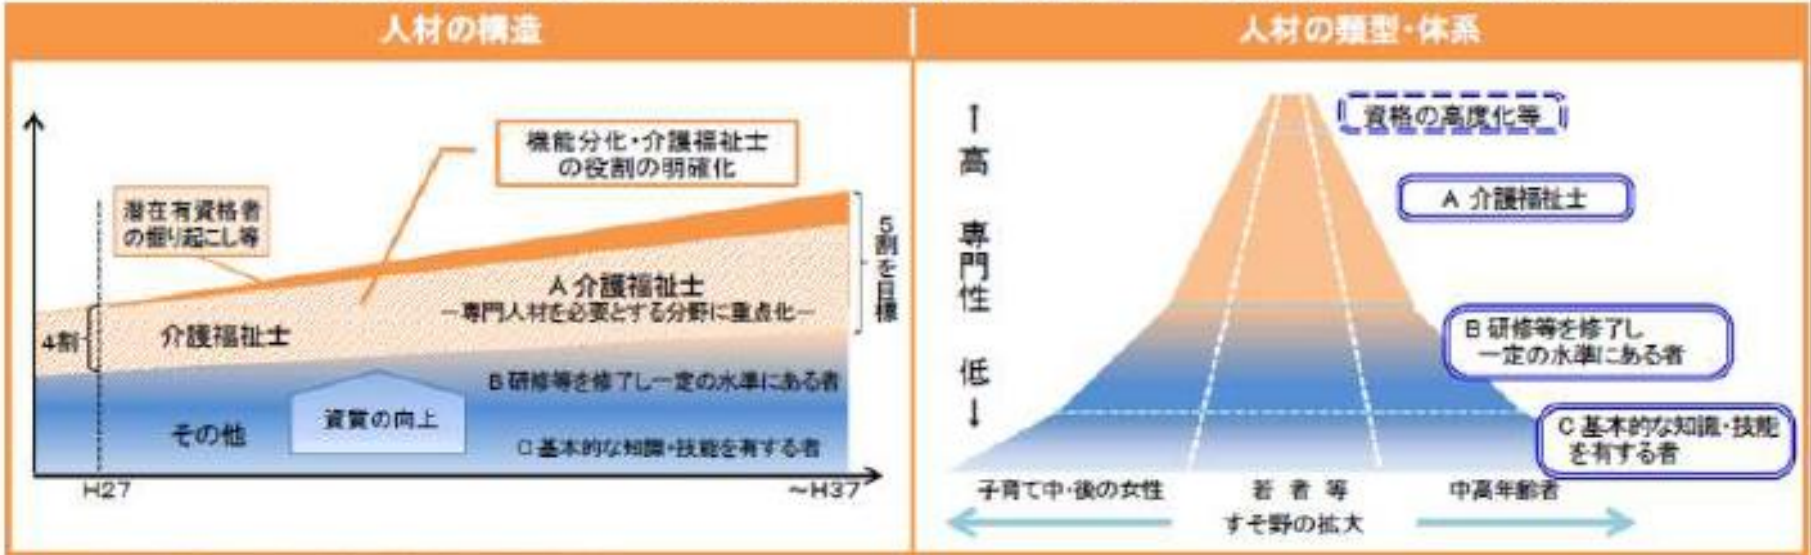 人材の構造
機能分化・介護福祉士
の役割の明確化
潜在有資格者
の掘り起こし等
5割を目標
A 介護福祉士
－専門人材を必要とする分野に重点化－
4割
介護福祉士
B 研修等を修了し一定の水準にある者
資質の向上
その他
C 基本的な知識・技能を有する者
H27
～H37
人材の類型・体系
資格の高度化等
↑高 専門性 低↓
A 介護福祉士
B 研修等を修了し
一定の水準にある者
C 基本的な知識・技能
を有する者
子育て中・後の女性
若者等
中高年齢者
すそ野の拡大